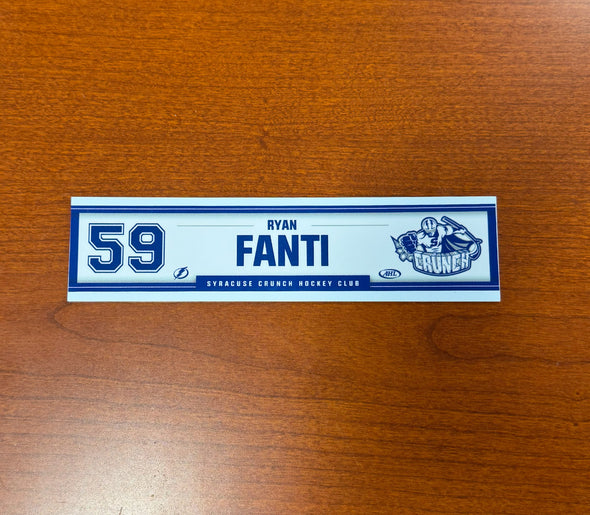 59
RYAN
FANTI
SYRACUSE CRUNCH HOCKEY CLUB
AHL
S
CRUNCH